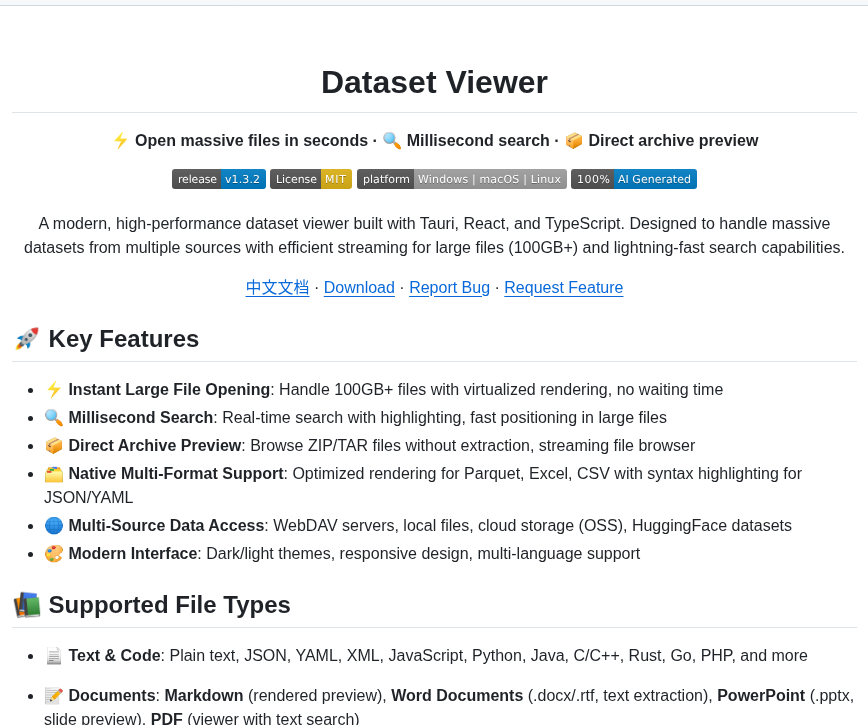 Dataset Viewer
⚡ Open massive files in seconds · 🔍 Millisecond search · 📦 Direct archive preview
release v1.3.2 License MIT platform Windows | macOS | Linux 100% AI Generated
A modern, high-performance dataset viewer built with Tauri, React, and TypeScript. Designed to handle massive
datasets from multiple sources with efficient streaming for large files (100GB+) and lightning-fast search capabilities.
中文文档 · Download · Report Bug · Request Feature
🚀 Key Features
• ⚡ Instant Large File Opening: Handle 100GB+ files with virtualized rendering, no waiting time
• 🔍 Millisecond Search: Real-time search with highlighting, fast positioning in large files
• 📦 Direct Archive Preview: Browse ZIP/TAR files without extraction, streaming file browser
• 🗂️ Native Multi-Format Support: Optimized rendering for Parquet, Excel, CSV with syntax highlighting for
JSON/YAML
• 🌐 Multi-Source Data Access: WebDAV servers, local files, cloud storage (OSS), HuggingFace datasets
• 🎨 Modern Interface: Dark/light themes, responsive design, multi-language support
📚 Supported File Types
• 📄 Text & Code: Plain text, JSON, YAML, XML, JavaScript, Python, Java, C/C++, Rust, Go, PHP, and more
• 📝 Documents: Markdown (rendered preview), Word Documents (.docx/.rtf, text extraction), PowerPoint (.pptx,
slide preview), PDF (viewer with text search)